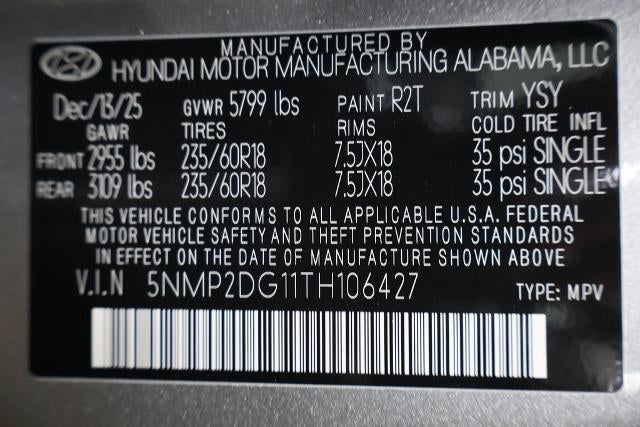 MANUFACTURED BY
HYUNDAI MOTOR MANUFACTURING ALABAMA, LLC
Dec/13/25 GVWR 5799 lbs PAINT R2T TRIM YSY
GAWR TIRES RIMS COLD TIRE INFL
FRONT 2955 lbs 235/60R18 7.5JX18 35 psi SINGLE
REAR 3109 lbs 235/60R18 7.5JX18 35 psi SINGLE
THIS VEHICLE CONFORMS TO ALL APPLICABLE U.S.A. FEDERAL
MOTOR VEHICLE SAFETY AND THEFT PREVENTION STANDARDS
IN EFFECT ON THE DATE OF MANUFACTURE SHOWN ABOVE
V.I.N 5NMP2DG11TH106427 TYPE: MPV